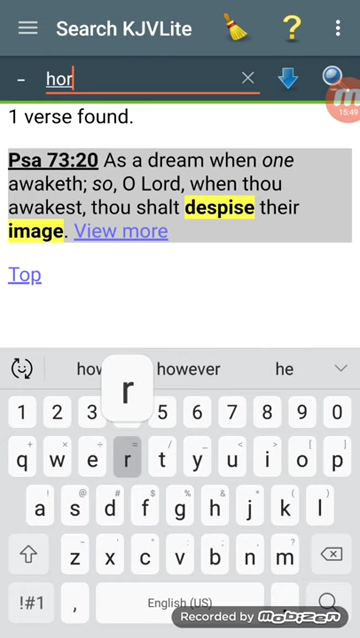 Search KJVLite ?
- hor ×
15:49
1 verse found.
Psa 73:20 As a dream when one
awaketh; so, O Lord, when thou
awakest, thou shalt despise their
image. View more
Top
how however he
r
1 2 3 5 6 7 8 9 0
+ × ÷ = / _ < > [ ]
q w e r t y u i o p
! @ # $ % & * ( )
a s d f g h j k l
- ' " : ; ?
z x c v b n m
!#1 , English (US) .
Recorded by Mobizen